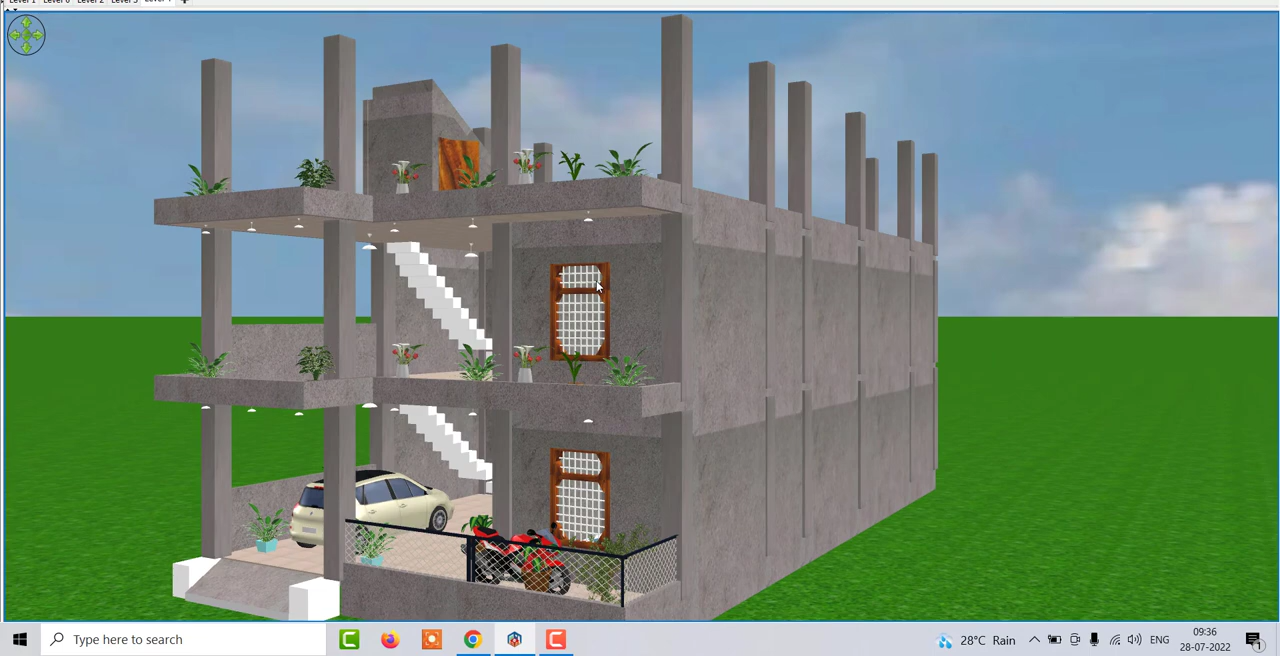 Level 1 Level 0 Level 2 Level 3
Type here to search
28°C Rain
ENG
09:36
28-07-2022
1